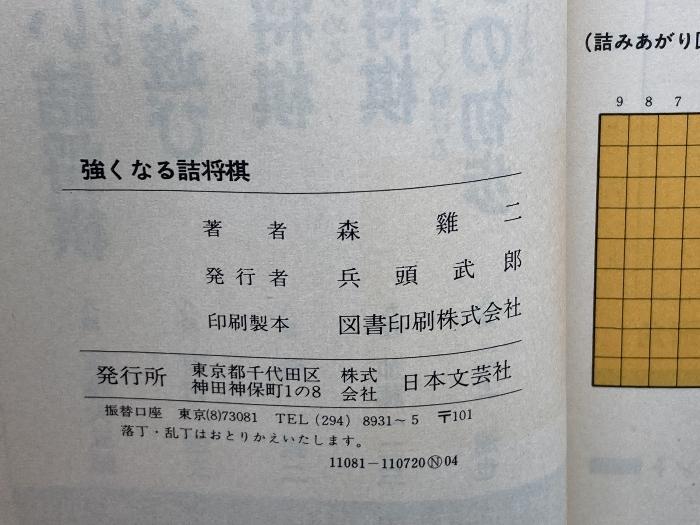 強くなる詰将棋
著者 森雞二
発行者 兵頭武郎
印刷製本 図書印刷株式会社
発行所 東京都千代田区神田神保町1の8 株式会社 日本文芸社
振替口座 東京(8)73081 TEL (294) 8931〜5 〒101
落丁・乱丁はおとりかえいたします。
11081－110720Ⓝ04
(詰みあがり
9 8 7